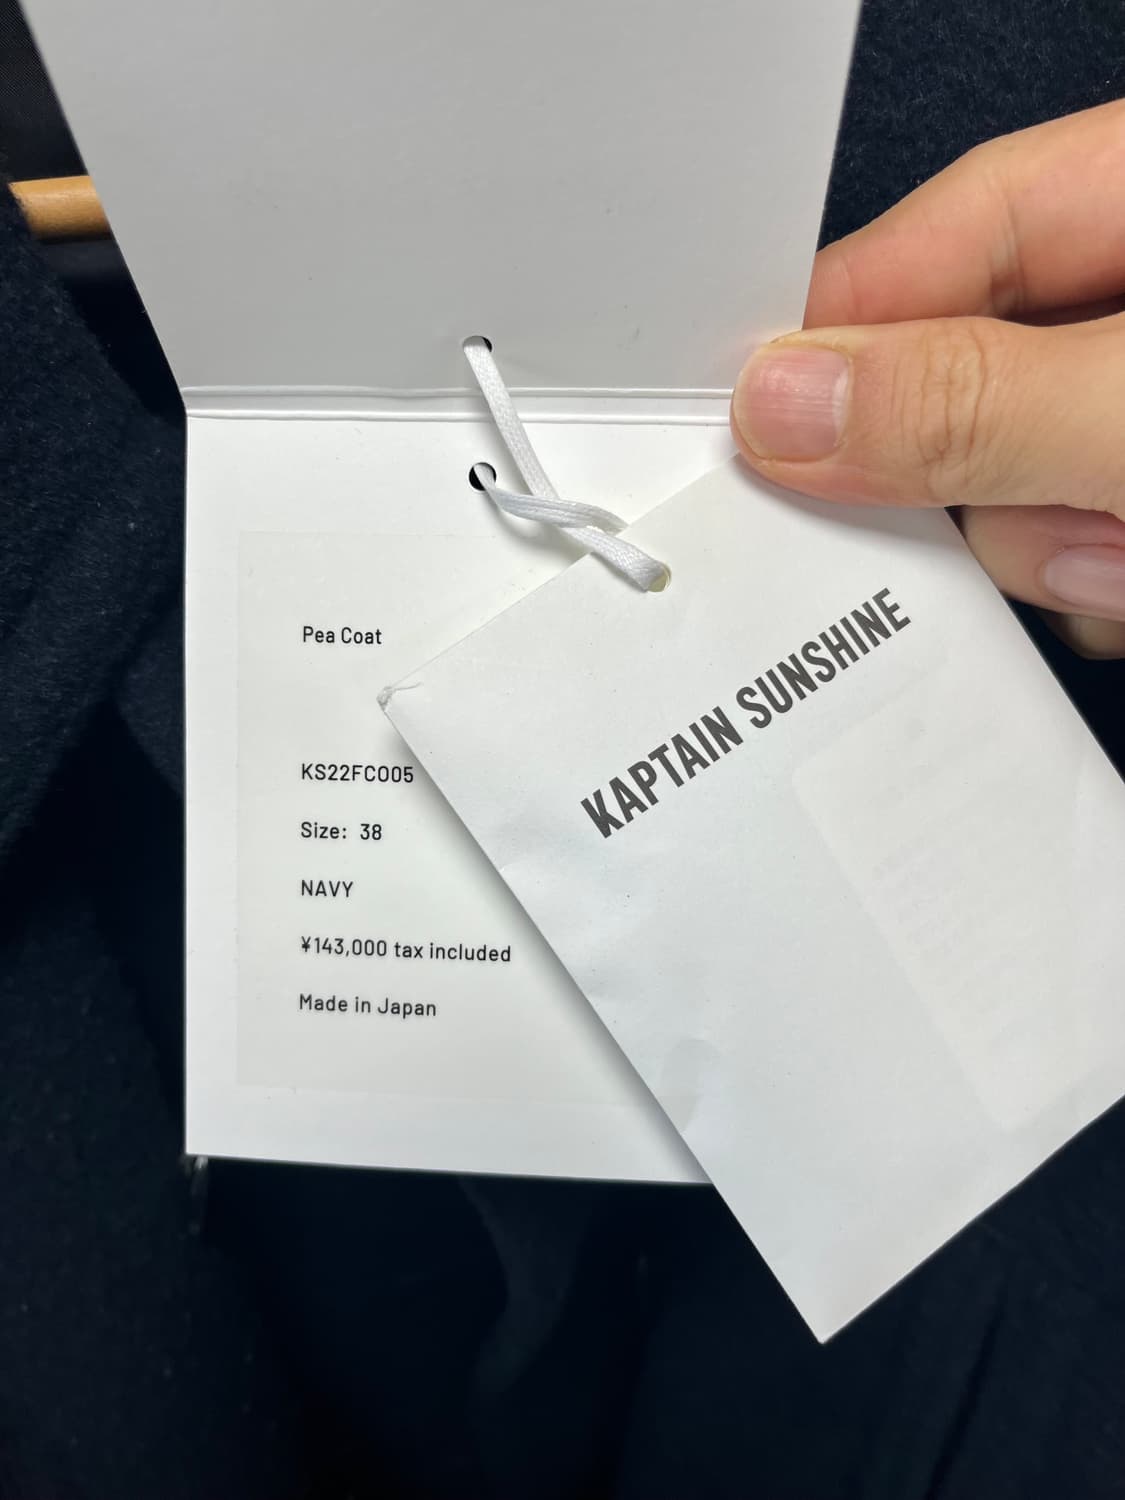 Pea Coat
KS22FCO05
Size: 38
NAVY
¥143,000 tax included
Made in Japan
KAPTAIN SUNSHINE